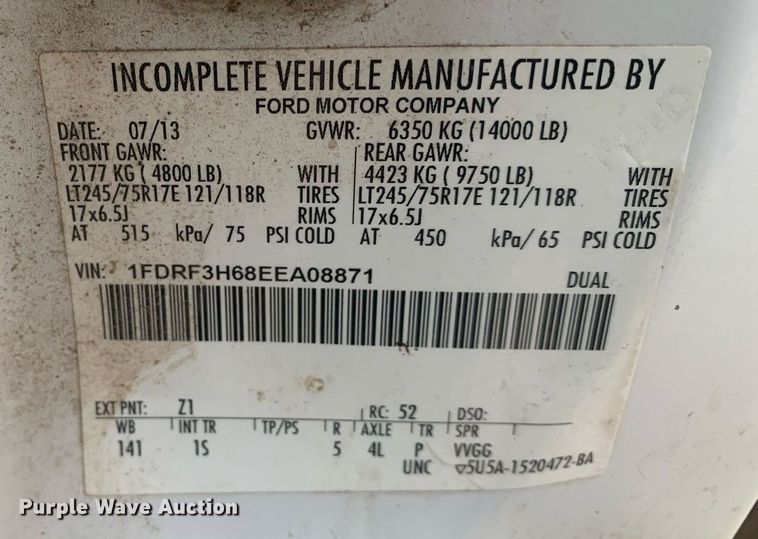 INCOMPLETE VEHICLE MANUFACTURED BY
FORD MOTOR COMPANY
DATE: 07/13 GVWR: 6350 KG (14000 LB)
FRONT GAWR: REAR GAWR:
2177 KG ( 4800 LB) WITH 4423 KG ( 9750 LB) WITH
LT245/75R17E 121/118R TIRES LT245/75R17E 121/118R TIRES
17x6.5J RIMS 17x6.5J RIMS
AT 515 kPa/ 75 PSI COLD AT 450 kPa/ 65 PSI COLD
VIN: 1FDRF3H68EEA08871 DUAL
EXT PNT: Z1 RC: 52 DSO:
WB INT TR TP/PS R AXLE TR SPR
141 1S 5 4L P VVGG
UNC ▽5U5A-1520472-BA
Purple Wave Auction